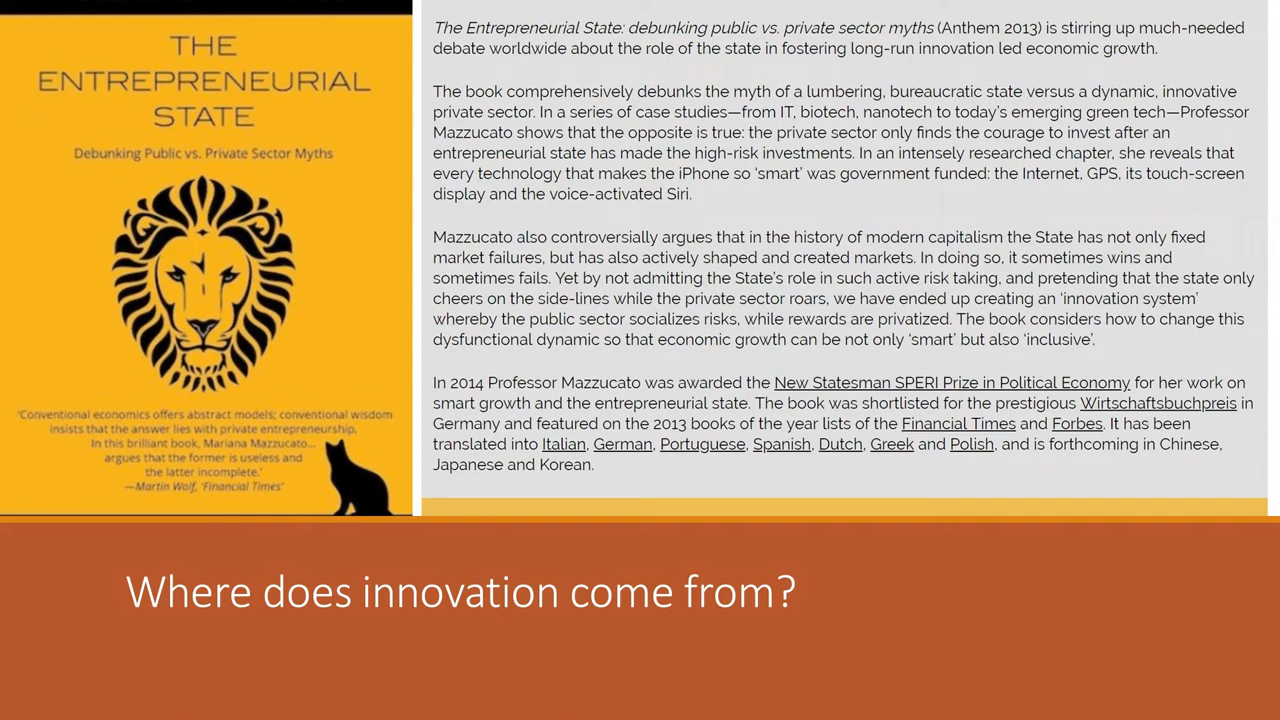 THE
ENTREPRENEURIAL
STATE
Debunking Public vs. Private Sector Myths
'Conventional economics offers abstract models; conventional wisdom
insists that the answer lies with private entrepreneurship.
In this brilliant book, Mariana Mazzucato...
argues that the former is useless and
the latter incomplete.'
—Martin Wolf, 'Financial Times'
The Entrepreneurial State: debunking public vs. private sector myths (Anthem 2013) is stirring up much-needed
debate worldwide about the role of the state in fostering long-run innovation led economic growth.
The book comprehensively debunks the myth of a lumbering, bureaucratic state versus a dynamic, innovative
private sector. In a series of case studies—from IT, biotech, nanotech to today's emerging green tech—Professor
Mazzucato shows that the opposite is true: the private sector only finds the courage to invest after an
entrepreneurial state has made the high-risk investments. In an intensely researched chapter, she reveals that
every technology that makes the iPhone so 'smart' was government funded: the Internet, GPS, its touch-screen
display and the voice-activated Siri.
Mazzucato also controversially argues that in the history of modern capitalism the State has not only fixed
market failures, but has also actively shaped and created markets. In doing so, it sometimes wins and
sometimes fails. Yet by not admitting the State's role in such active risk taking, and pretending that the state only
cheers on the side-lines while the private sector roars, we have ended up creating an 'innovation system'
whereby the public sector socializes risks, while rewards are privatized. The book considers how to change this
dysfunctional dynamic so that economic growth can be not only 'smart' but also 'inclusive'.
In 2014 Professor Mazzucato was awarded the New Statesman SPERI Prize in Political Economy for her work on
smart growth and the entrepreneurial state. The book was shortlisted for the prestigious Wirtschaftsbuchpreis in
Germany and featured on the 2013 books of the year lists of the Financial Times and Forbes. It has been
translated into Italian, German, Portuguese, Spanish, Dutch, Greek and Polish, and is forthcoming in Chinese,
Japanese and Korean.
Where does innovation come from?